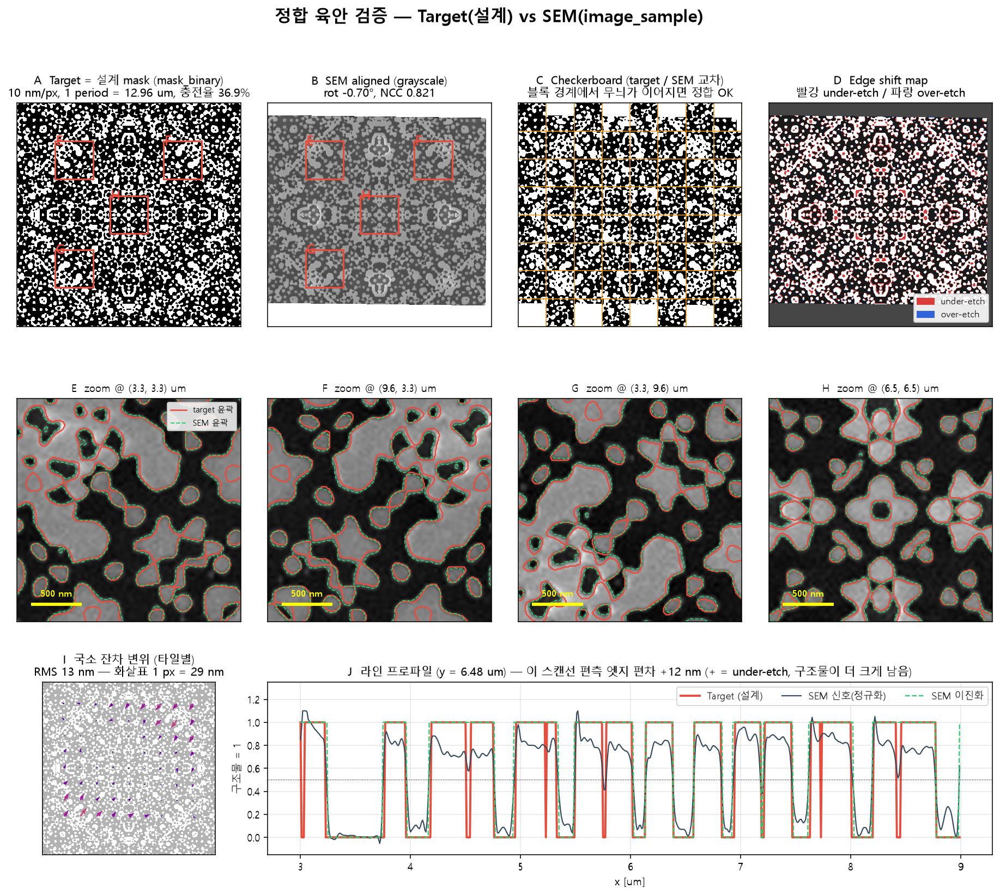 정합 육안 검증 — Target(설계) vs SEM(image_sample)
A Target = 설계 mask (mask_binary)
10 nm/px, 1 period = 12.96 um, 충전율 36.9%
E
F
H
G
B SEM aligned (grayscale)
rot -0.70°, NCC 0.821
E
F
H
G
C Checkerboard (target / SEM 교차)
블록 경계에서 무늬가 이어지면 정합 OK
D Edge shift map
빨강 under-etch / 파랑 over-etch
under-etch
over-etch
E zoom @ (3.3, 3.3) um
target 윤곽
SEM 윤곽
500 nm
F zoom @ (9.6, 3.3) um
500 nm
G zoom @ (3.3, 9.6) um
500 nm
H zoom @ (6.5, 6.5) um
500 nm
I 국소 잔차 변위 (타일별)
RMS 13 nm — 화살표 1 px = 29 nm
J 라인 프로파일 (y = 6.48 um) — 이 스캔선 편측 엣지 편차 +12 nm (+ = under-etch, 구조물이 더 크게 남음)
Target (설계)
SEM 신호(정규화)
SEM 이진화
구조물 = 1
1.2
1.0
0.8
0.6
0.4
0.2
0.0
3
4
5
6
7
8
9
x [um]